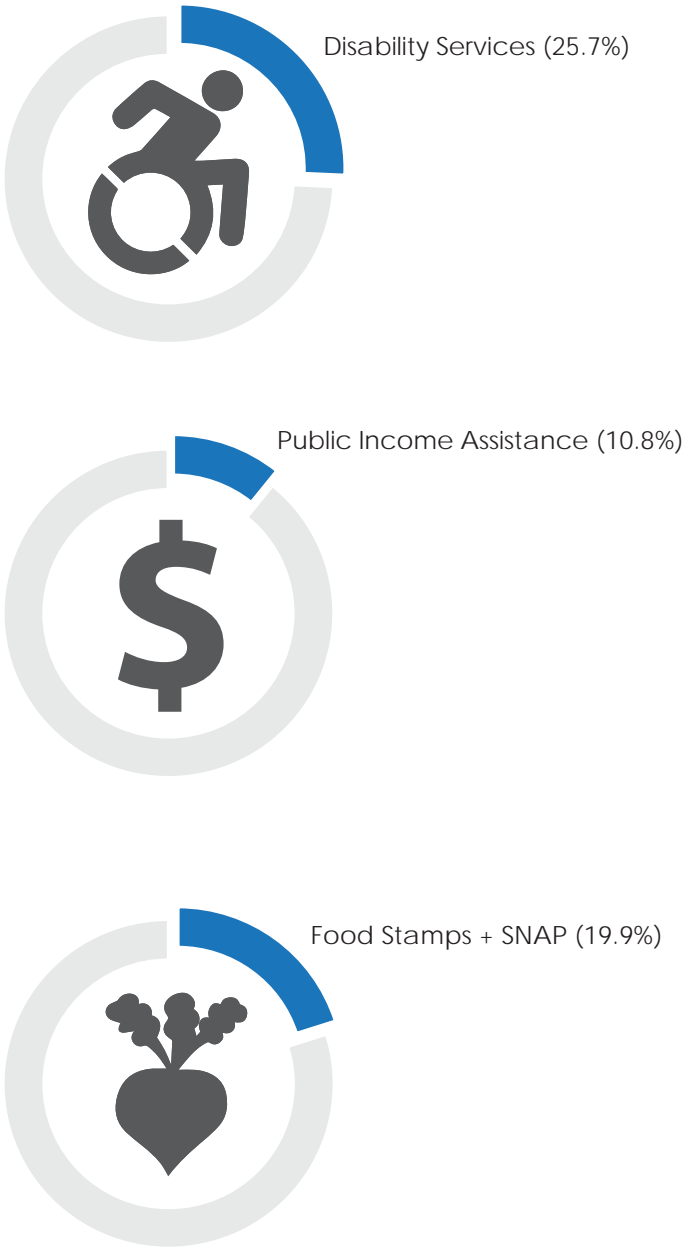 Disability Services (25.7%)
Public Income Assistance (10.8%)
$
Food Stamps + SNAP (19.9%)